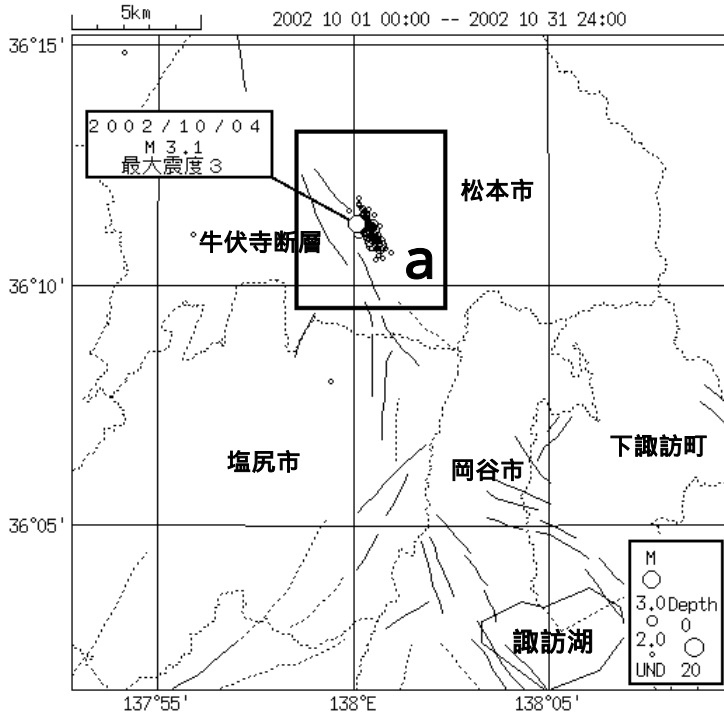 5km
2002 10 01 00:00 -- 2002 10 31 24:00
36°15'
2002/10/04
M 3.1
最大震度3
松本市
牛伏寺断層
a
36°10'
塩尻市
岡谷市
下諏訪町
36°05'
M
3.0 Depth
0
2.0
UND 20
諏訪湖
137°55'
138°E
138°05'